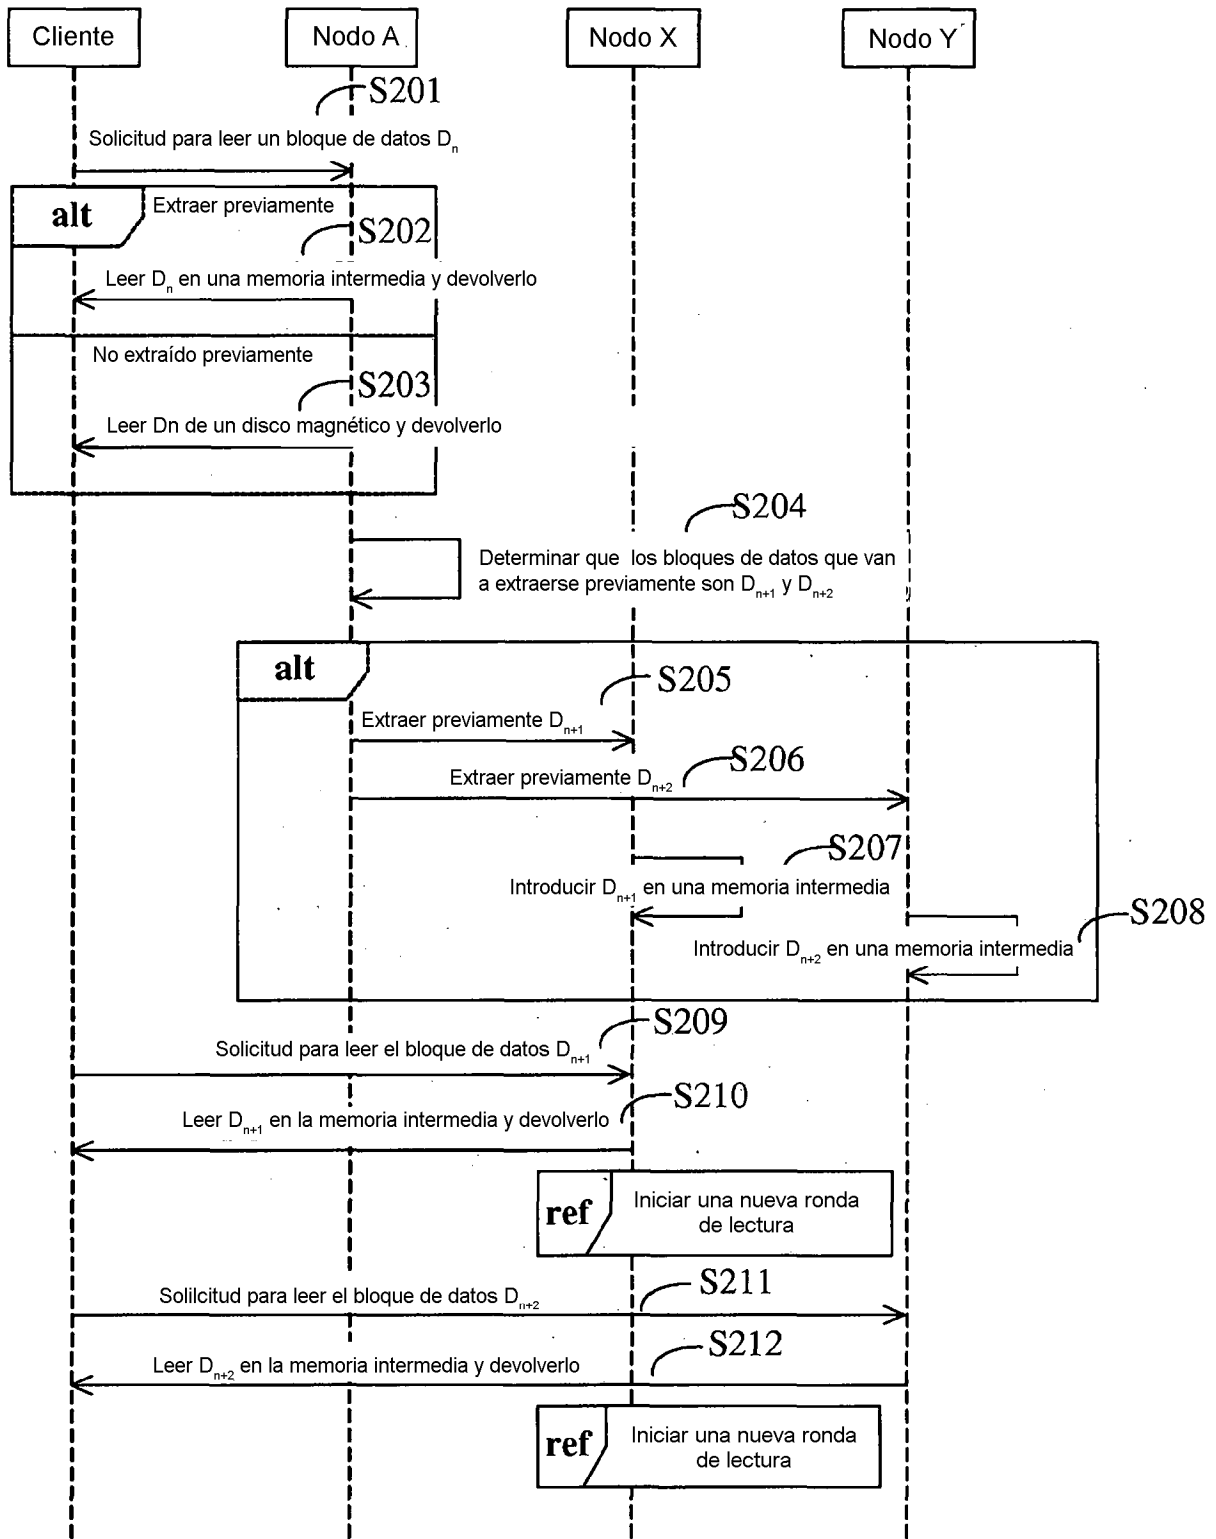 Cliente
Nodo A
Nodo X
Nodo Y
S201
Solicitud para leer un bloque de datos Dn
alt
Extraer previamente
S202
Leer Dn en una memoria intermedia y devolverlo
No extraído previamente
S203
Leer Dn de un disco magnético y devolverlo
S204
Determinar que los bloques de datos que van
a extraerse previamente son Dn+1 y Dn+2
alt
S205
Extraer previamente Dn+1
S206
Extraer previamente Dn+2
S207
Introducir Dn+1 en una memoria intermedia
S208
Introducir Dn+2 en una memoria intermedia
S209
Solicitud para leer el bloque de datos Dn+1
S210
Leer Dn+1 en la memoria intermedia y devolverlo
ref
Iniciar una nueva ronda
de lectura
S211
Solilcitud para leer el bloque de datos Dn+2
S212
Leer Dn+2 en la memoria intermedia y devolverlo
ref
Iniciar una nueva ronda
de lectura